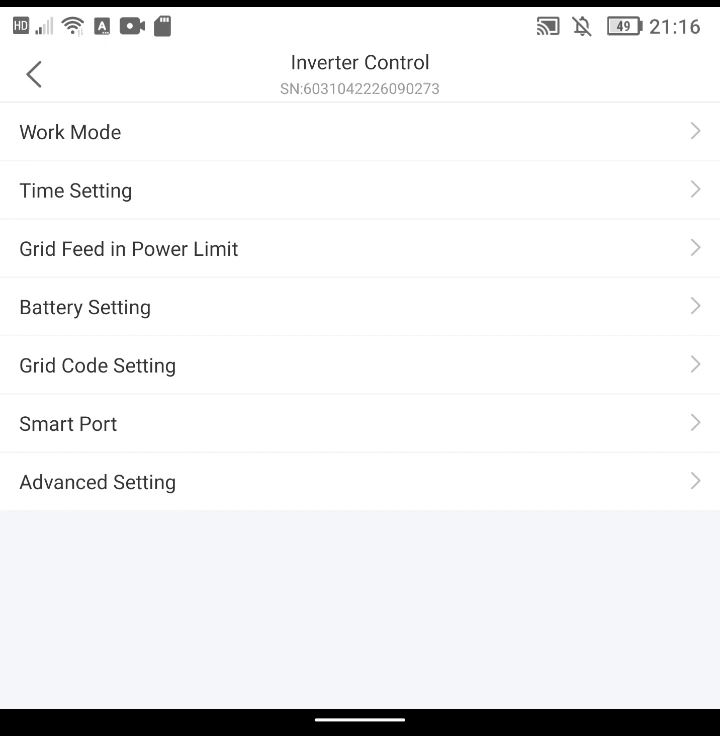 HD A 49 21:16
Inverter Control
SN:6031042226090273
Work Mode
Time Setting
Grid Feed in Power Limit
Battery Setting
Grid Code Setting
Smart Port
Advanced Setting